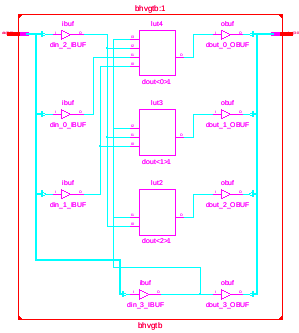 bhvgtb:1
ibuf
lut4
obuf
din_2_IBUF
dout<0>1
dout_0_OBUF
ibuf
lut3
obuf
din_0_IBUF
dout<1>1
dout_1_OBUF
ibuf
lut2
obuf
din_1_IBUF
dout<2>1
dout_2_OBUF
ibuf
obuf
din_3_IBUF
dout_3_OBUF
bhvgtb